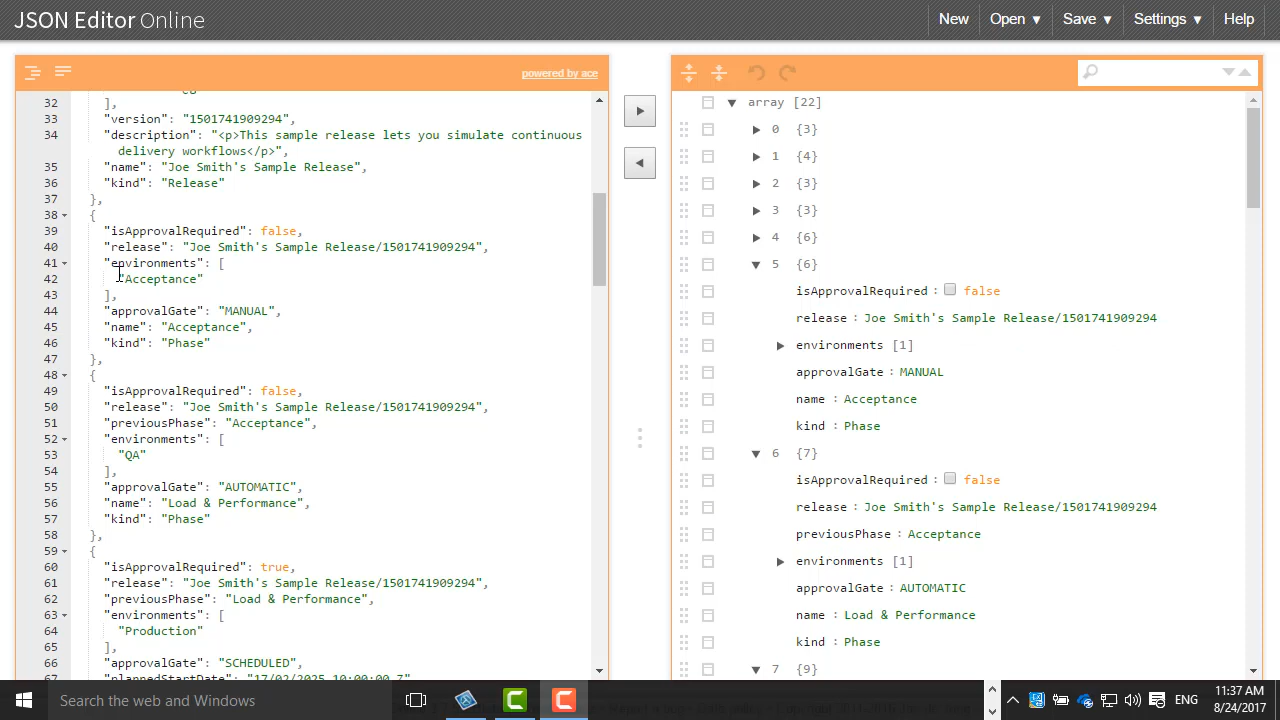 JSON Editor Online
New Open ▼ Save ▼ Settings ▼ Help
powered by ace
32 ],
33 "version": "1501741909294",
34 "description": "<p>This sample release lets you simulate continuous
delivery workflows</p>",
35 "name": "Joe Smith's Sample Release",
36 "kind": "Release"
37 },
38 {
39 "isApprovalRequired": false,
40 "release": "Joe Smith's Sample Release/1501741909294",
41 "environments": [
42 "Acceptance"
43 ],
44 "approvalGate": "MANUAL",
45 "name": "Acceptance",
46 "kind": "Phase"
47 },
48 {
49 "isApprovalRequired": false,
50 "release": "Joe Smith's Sample Release/1501741909294",
51 "previousPhase": "Acceptance",
52 "environments": [
53 "QA"
54 ],
55 "approvalGate": "AUTOMATIC",
56 "name": "Load & Performance",
57 "kind": "Phase"
58 },
59 {
60 "isApprovalRequired": true,
61 "release": "Joe Smith's Sample Release/1501741909294",
62 "previousPhase": "Load & Performance",
63 "environments": [
64 "Production"
65 ],
66 "approvalGate": "SCHEDULED",
array [22]
0 {3}
1 {4}
2 {3}
3 {3}
4 {6}
5 {6}
isApprovalRequired : false
release : Joe Smith's Sample Release/1501741909294
environments [1]
approvalGate : MANUAL
name : Acceptance
kind : Phase
6 {7}
isApprovalRequired : false
release : Joe Smith's Sample Release/1501741909294
previousPhase : Acceptance
environments [1]
approvalGate : AUTOMATIC
name : Load & Performance
kind : Phase
7 {9}
Search the web and Windows
ENG
11:37 AM
8/24/2017